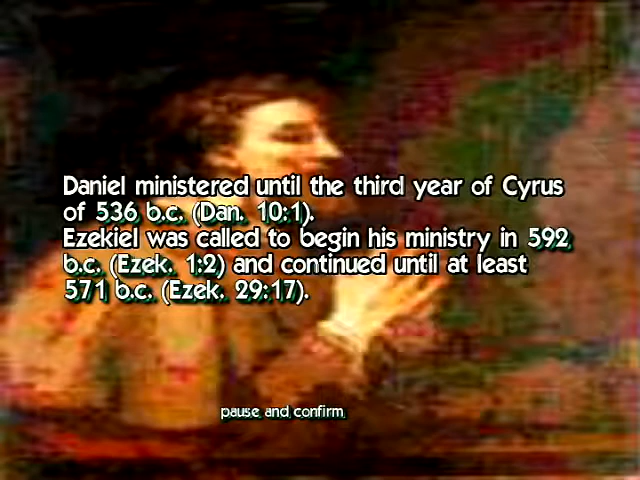 Daniel ministered until the third year of Cyrus
of 536 b.c. (Dan. 10:1).
Ezekiel was called to begin his ministry in 592
b.c. (Ezek. 1:2) and continued until at least
571 b.c. (Ezek. 29:17).
pause and confirm